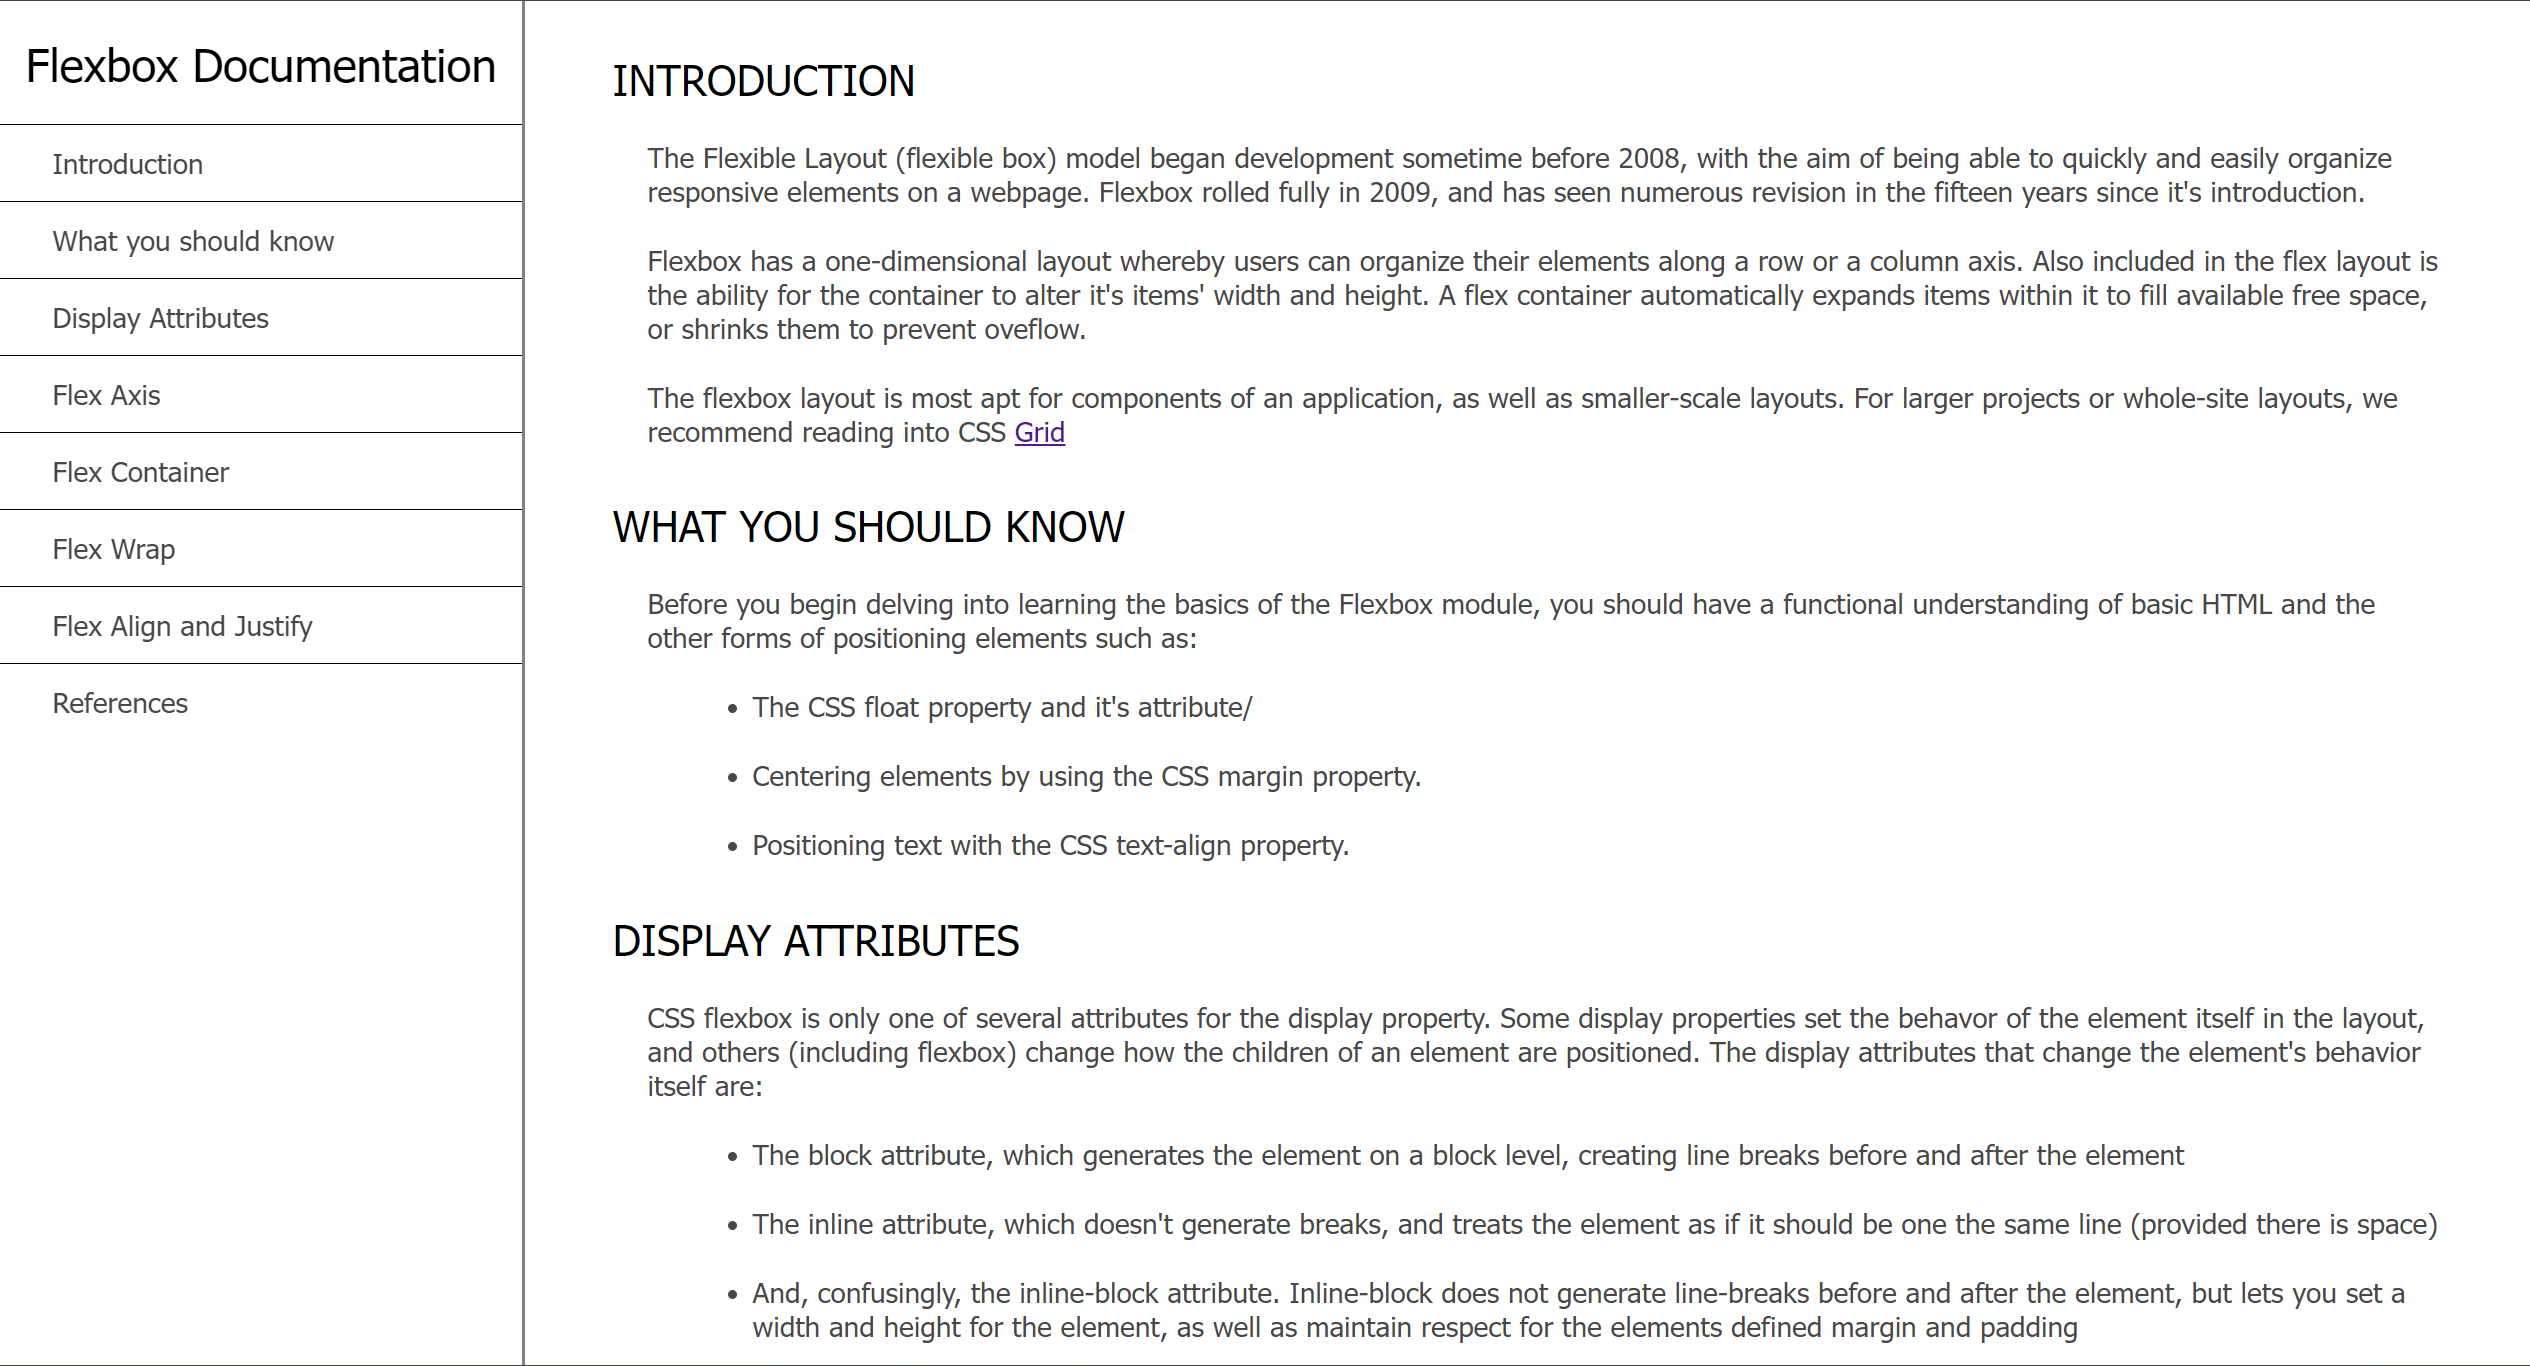 Flexbox Documentation
Introduction
What you should know
Display Attributes
Flex Axis
Flex Container
Flex Wrap
Flex Align and Justify
References
INTRODUCTION
The Flexible Layout (flexible box) model began development sometime before 2008, with the aim of being able to quickly and easily organize
responsive elements on a webpage. Flexbox rolled fully in 2009, and has seen numerous revision in the fifteen years since it's introduction.
Flexbox has a one-dimensional layout whereby users can organize their elements along a row or a column axis. Also included in the flex layout is
the ability for the container to alter it's items' width and height. A flex container automatically expands items within it to fill available free space,
or shrinks them to prevent oveflow.
The flexbox layout is most apt for components of an application, as well as smaller-scale layouts. For larger projects or whole-site layouts, we
recommend reading into CSS Grid
WHAT YOU SHOULD KNOW
Before you begin delving into learning the basics of the Flexbox module, you should have a functional understanding of basic HTML and the
other forms of positioning elements such as:
• The CSS float property and it's attribute/
• Centering elements by using the CSS margin property.
• Positioning text with the CSS text-align property.
DISPLAY ATTRIBUTES
CSS flexbox is only one of several attributes for the display property. Some display properties set the behavor of the element itself in the layout,
and others (including flexbox) change how the children of an element are positioned. The display attributes that change the element's behavior
itself are:
• The block attribute, which generates the element on a block level, creating line breaks before and after the element
• The inline attribute, which doesn't generate breaks, and treats the element as if it should be one the same line (provided there is space)
• And, confusingly, the inline-block attribute. Inline-block does not generate line-breaks before and after the element, but lets you set a
width and height for the element, as well as maintain respect for the elements defined margin and padding